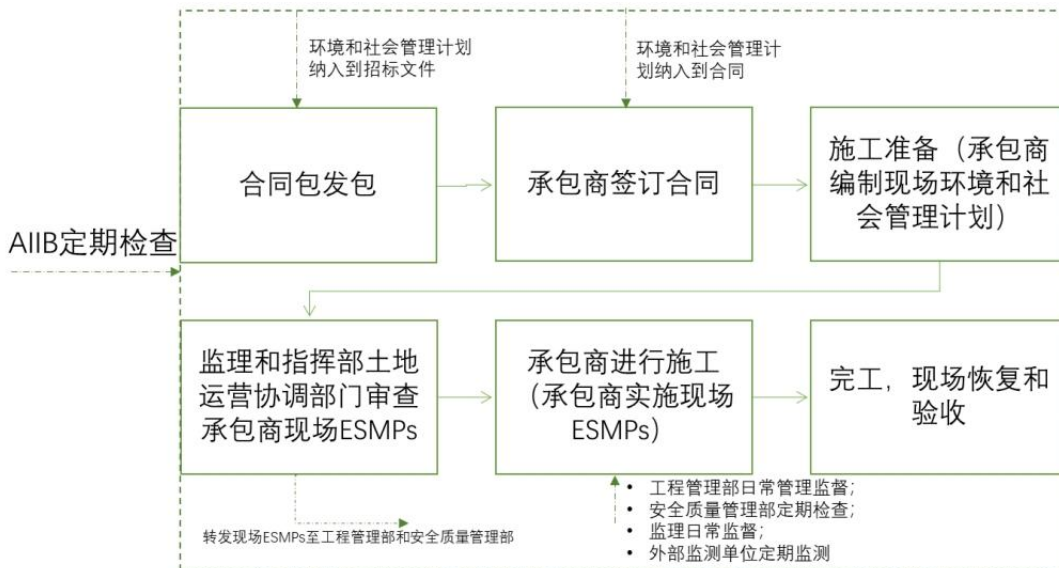 环境和社会管理计划
纳入到招标文件
环境和社会管理计
划纳入到合同
合同包发包
承包商签订合同
施工准备（承包商
编制现场环境和社
会管理计划）
AIIB定期检查
监理和指挥部土地
运营协调部门审查
承包商现场ESMPs
承包商进行施工
（承包商实施现场
ESMPs）
完工，现场恢复和
验收
转发现场ESMPs至工程管理部和安全质量管理部
• 工程管理部日常管理监督；
• 安全质量管理部定期检查；
• 监理日常监督；
• 外部监测单位定期监测